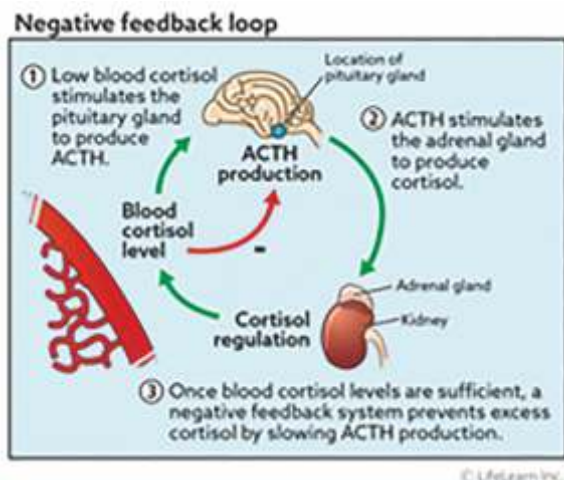 Negative feedback loop
① Low blood cortisol
stimulates the
pituitary gland
to produce
ACTH.
Location of
pituitary gland
② ACTH stimulates
the adrenal gland
to produce
cortisol.
ACTH
production
Blood
cortisol
level
-
Adrenal gland
Kidney
Cortisol
regulation
③ Once blood cortisol levels are sufficient, a
negative feedback system prevents excess
cortisol by slowing ACTH production.
© LifeLearn Inc.